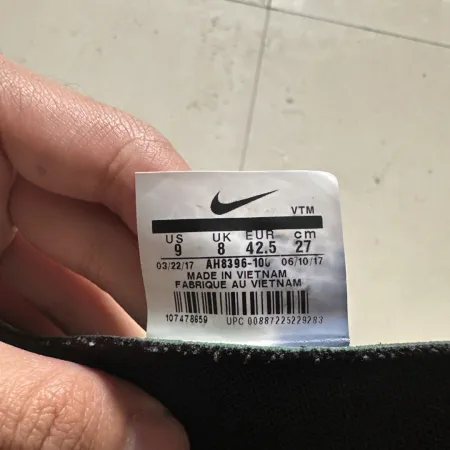 VTM
US UK EUR cm
9 8 42.5 27
03/22/17 AH8396-100 06/10/17
MADE IN VIETNAM
FABRIQUE AU VIETNAM
107478659 UPC 00887225229283